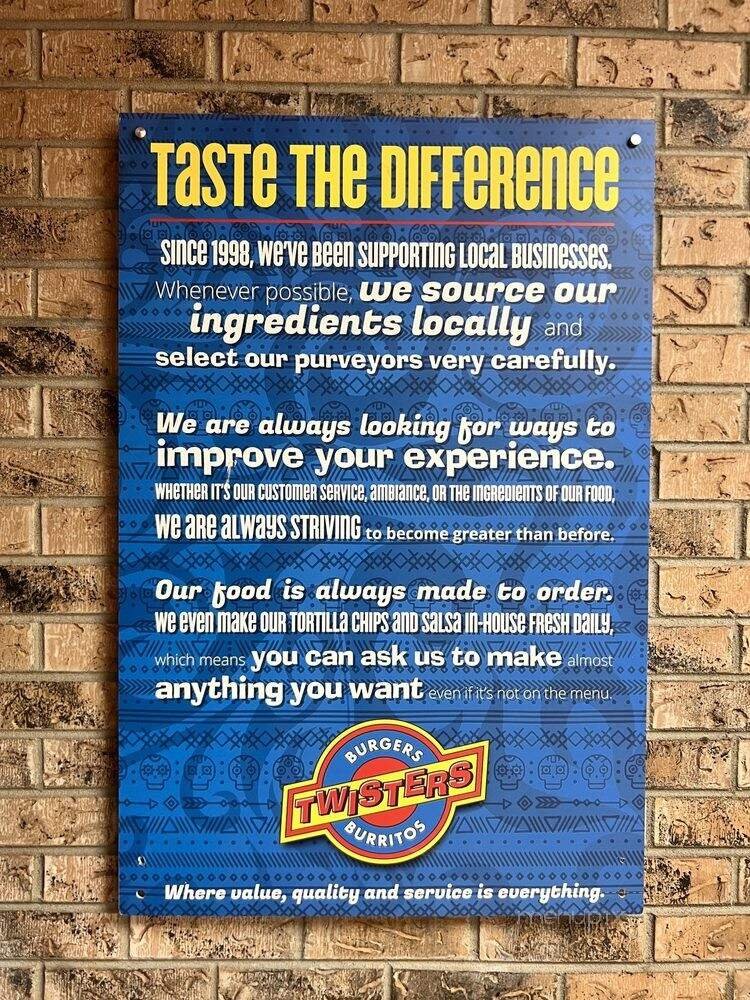 Taste The Difference
Since 1998, we've been supporting local businesses.
Whenever possible, we source our
ingredients locally and
select our purveyors very carefully.
We are always looking for ways to
improve your experience.
Whether it's our customer service, ambiance, or the ingredients of our food,
we are always striving to become greater than before.
Our food is always made to order.
We even make our tortilla chips and salsa in-house fresh daily,
which means you can ask us to make almost
anything you want even if it's not on the menu.
BURGERS
TWISTERS
BURRITOS
Where value, quality and service is everything.